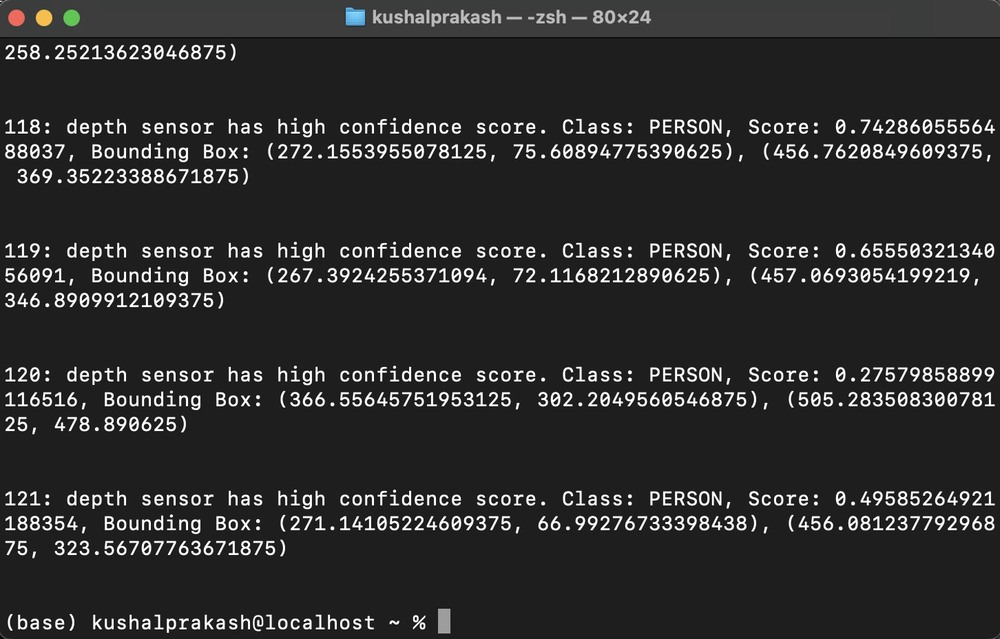 kushalprakash — -zsh — 80×24
258.25213623046875)
118: depth sensor has high confidence score. Class: PERSON, Score: 0.74286055564
88037, Bounding Box: (272.1553955078125, 75.60894775390625), (456.7620849609375,
 369.35223388671875)
119: depth sensor has high confidence score. Class: PERSON, Score: 0.65550321340
56091, Bounding Box: (267.3924255371094, 72.1168212890625), (457.0693054199219,
346.8909912109375)
120: depth sensor has high confidence score. Class: PERSON, Score: 0.27579858899
116516, Bounding Box: (366.55645751953125, 302.2049560546875), (505.283508300781
25, 478.890625)
121: depth sensor has high confidence score. Class: PERSON, Score: 0.49585264921
188354, Bounding Box: (271.14105224609375, 66.99276733398438), (456.081237792968
75, 323.56707763671875)
(base) kushalprakash@localhost ~ %